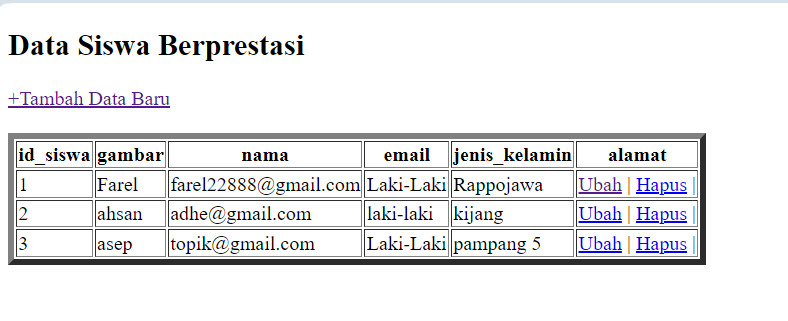 Data Siswa Berprestasi
+Tambah Data Baru
id_siswa gambar nama email jenis_kelamin alamat
1 Farel farel22888@gmail.com Laki-Laki Rappojawa Ubah | Hapus |
2 ahsan adhe@gmail.com laki-laki kijang Ubah | Hapus |
3 asep topik@gmail.com Laki-Laki pampang 5 Ubah | Hapus |